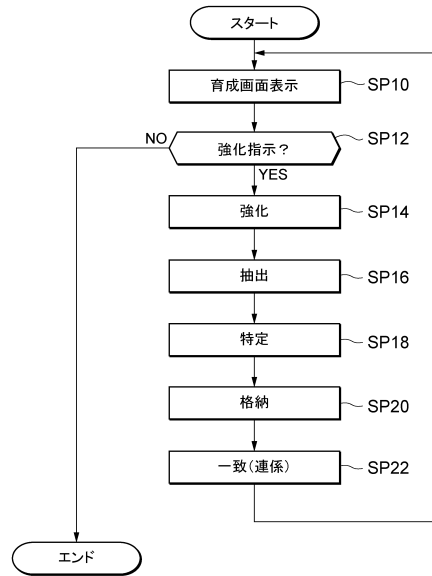 スタート
育成画面表示 SP10
NO 強化指示? SP12
YES
強化 SP14
抽出 SP16
特定 SP18
格納 SP20
一致(連係) SP22
エンド